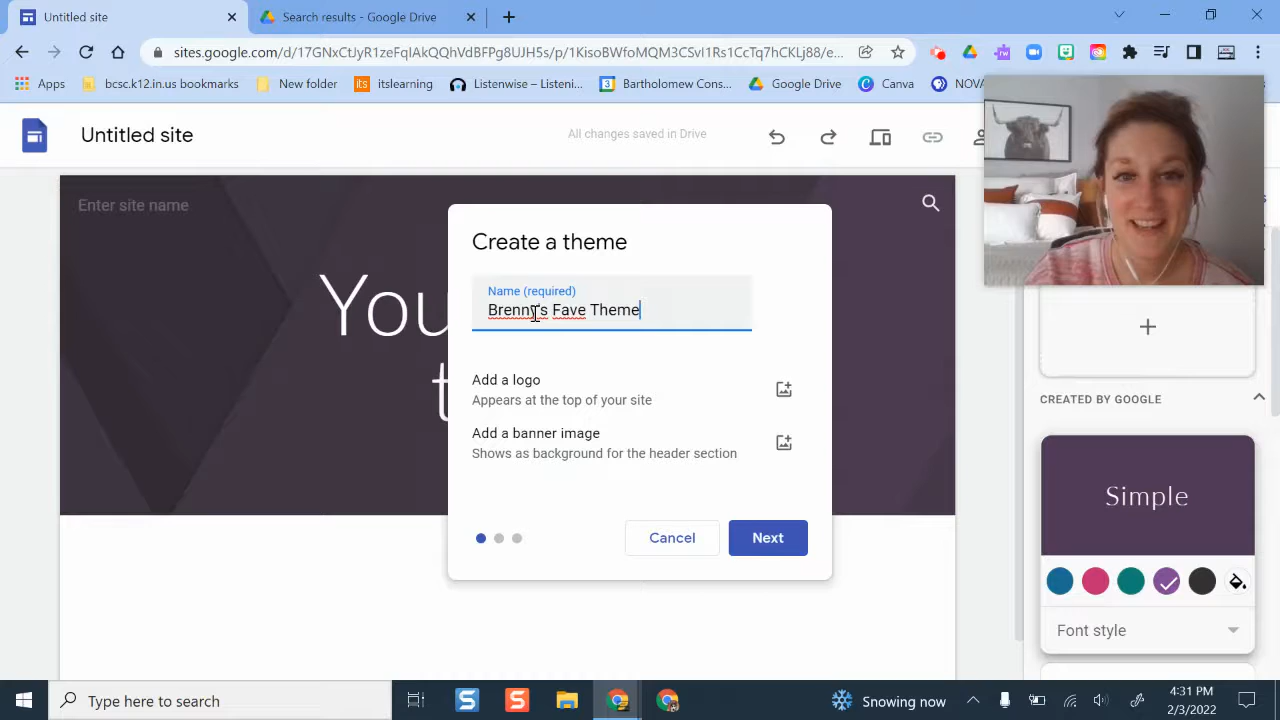 Untitled site
Search results - Google Drive
sites.google.com/d/17GNxCtJyR1zeFqIAkQQhVdBFPg8UJH5s/p/1KisoBWfoMQM3CSvI1Rs1CcTq7hCKLj88/e...
Apps
bcsc.k12.in.us bookmarks
New folder
its
itslearning
Listenwise – Listeni...
Bartholomew Cons...
Google Drive
Canva
NOVA
Untitled site
All changes saved in Drive
Enter site name
You
t
Create a theme
Name (required)
Brenny's Fave Theme
Add a logo
Appears at the top of your site
Add a banner image
Shows as background for the header section
Cancel
Next
CREATED BY GOOGLE
Simple
Font style
Type here to search
Snowing now
4:31 PM
2/3/2022